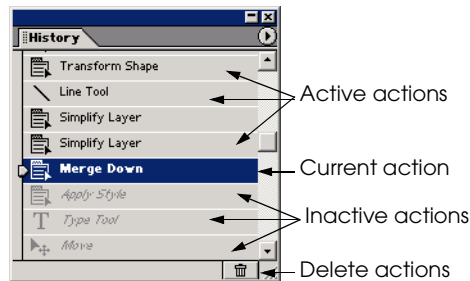 History
Transform Shape
Line Tool
Active actions
Simplify Layer
Simplify Layer
Merge Down
Current action
Apply Style
Type Tool
Inactive actions
Move
Delete actions